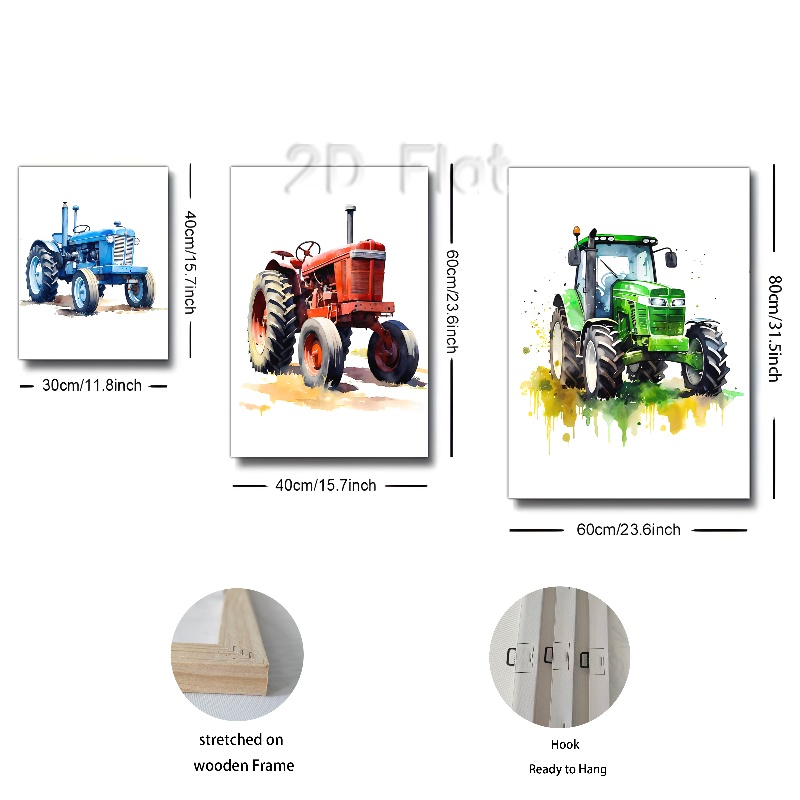 2D Flat
40cm/15.7inch
30cm/11.8inch
60cm/23.6inch
40cm/15.7inch
80cm/31.5inch
60cm/23.6inch
stretched on
wooden Frame
Hook
Ready to Hang